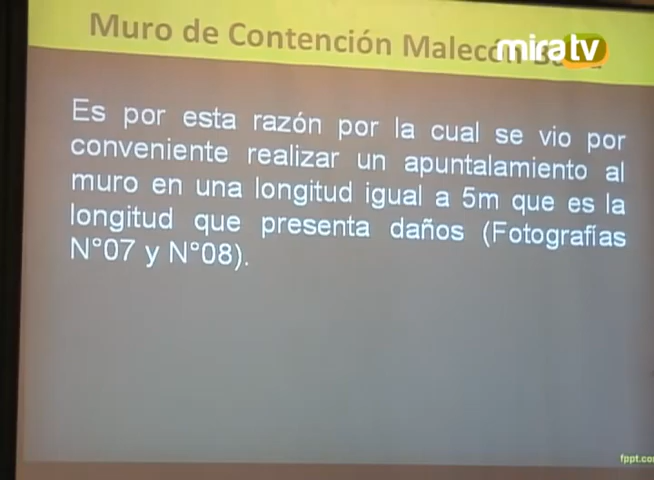 Muro de Contención Malecón
miratv
Es por esta razón por la cual se vio por
conveniente realizar un apuntalamiento al
muro en una longitud igual a 5m que es la
longitud que presenta daños (Fotografías
N°07 y N°08).
fppt.co